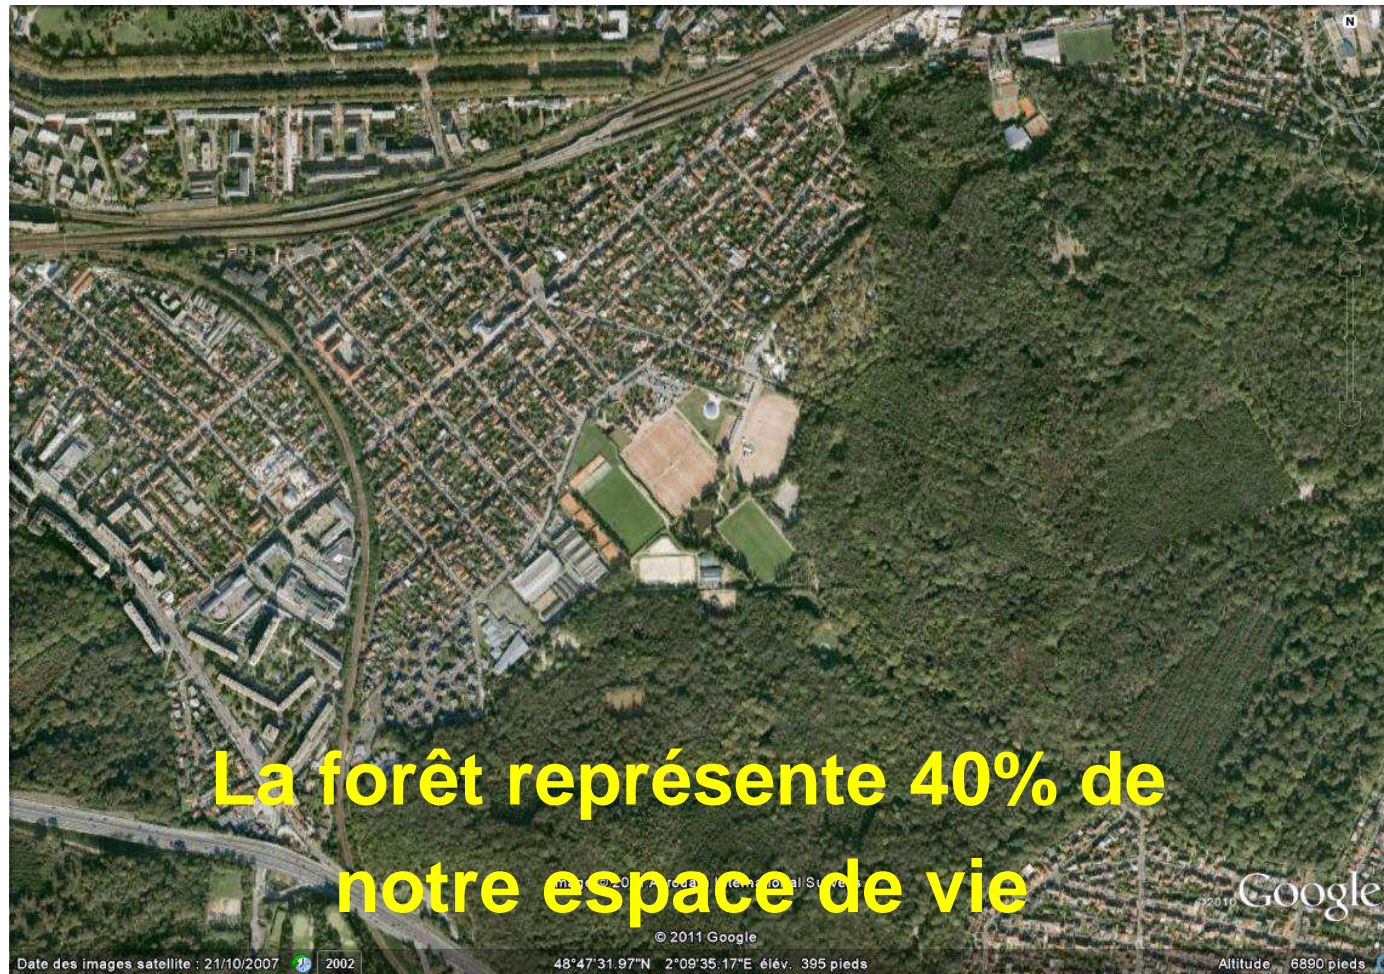 N
La forêt représente 40% de
notre espace de vie
©2010 Google
© 2011 Google
Date des images satellite : 21/10/2007 2002 48°47'31.97"N 2°09'35.17"E élév. 395 pieds Altitude 6890 pieds